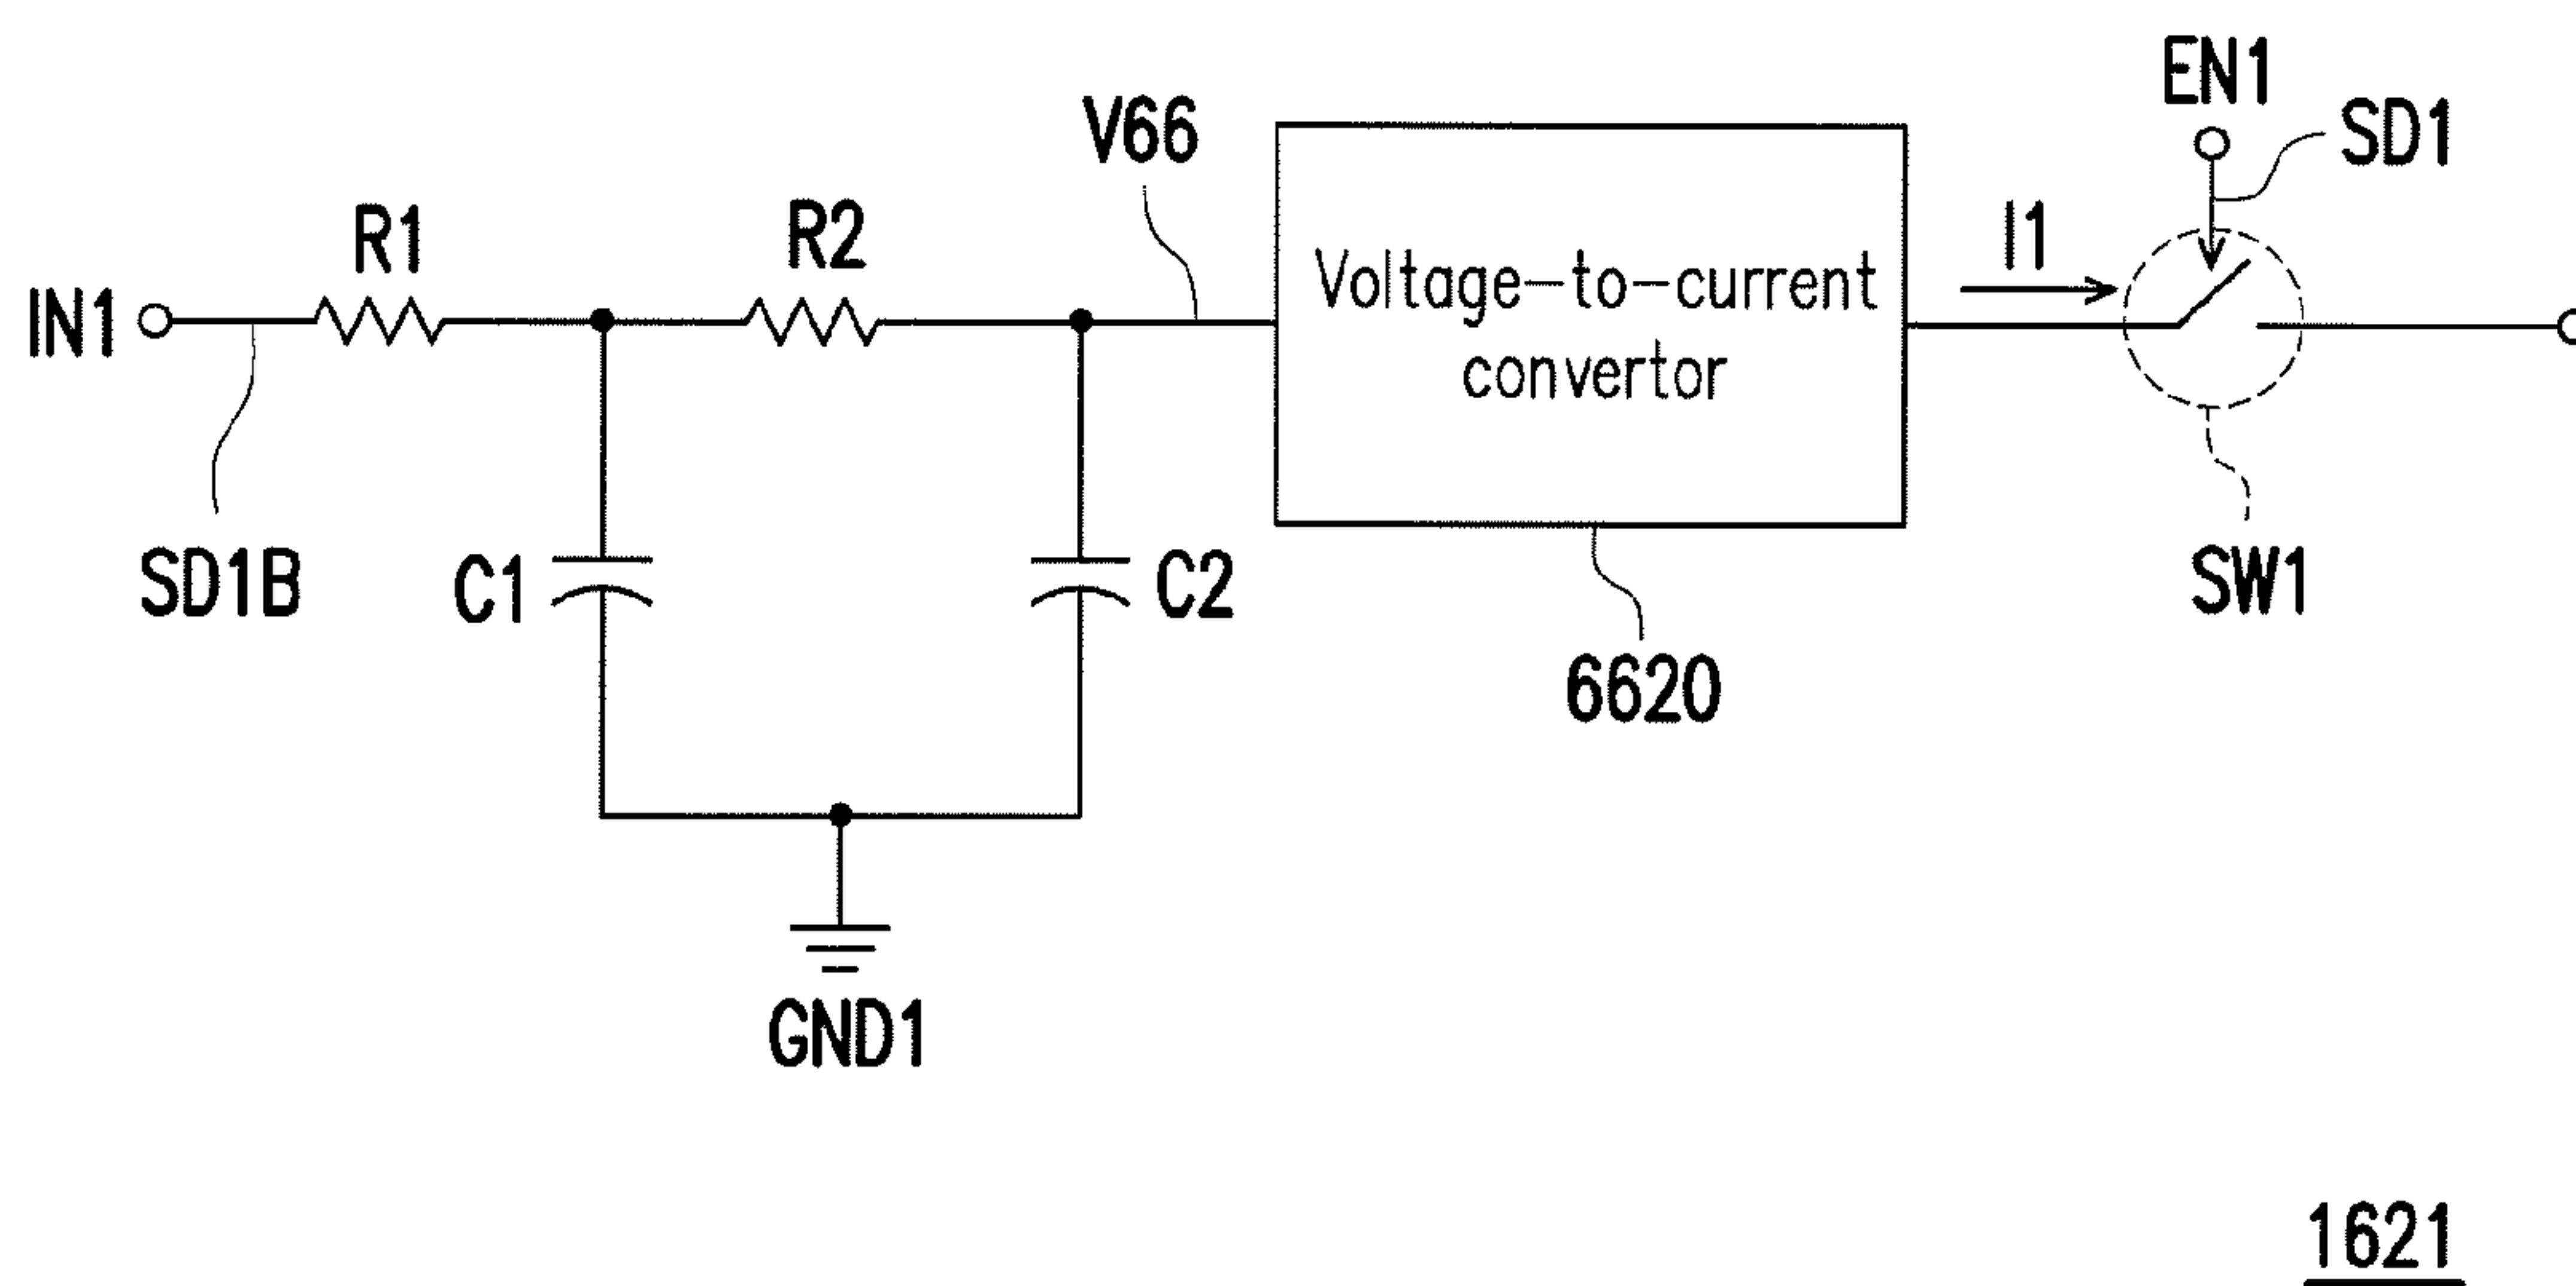 EN1
SD1
V66
R1
R2
I1
IN1
Voltage-to-current
convertor
SD1B
C1
C2
SW1
6620
GND1
1621